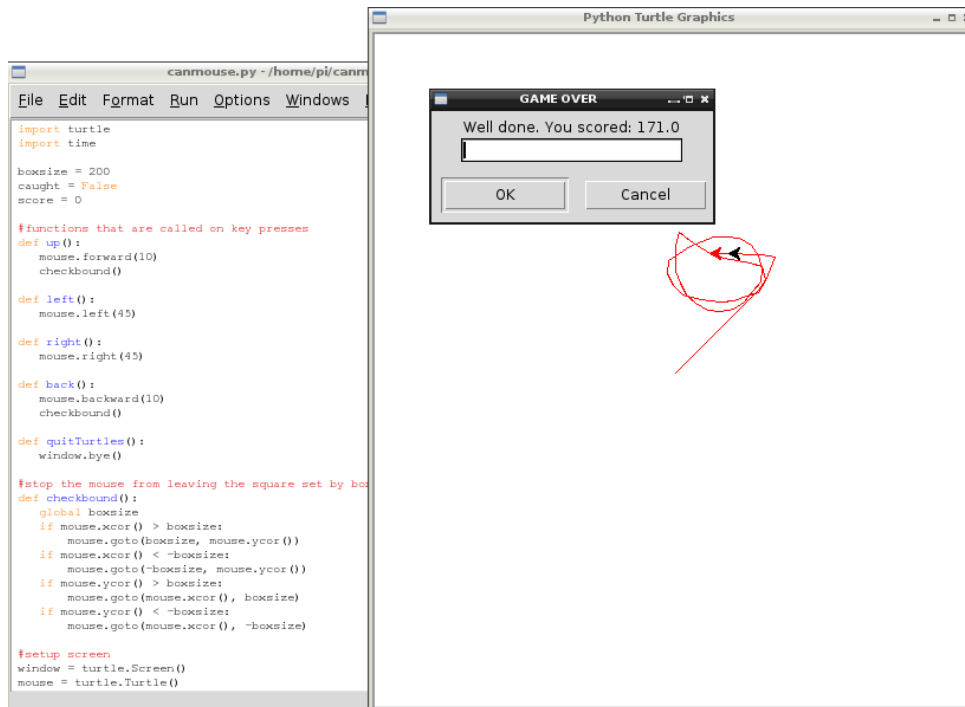 Python Turtle Graphics
canmouse.py - /home/pi/canm
File Edit Format Run Options Windows
import turtle
import time
boxsize = 200
caught = False
score = 0
#functions that are called on key presses
def up():
mouse.forward(10)
checkbound()
def left():
mouse.left(45)
def right():
mouse.right(45)
def back():
mouse.backward(10)
checkbound()
def quitTurtles():
window.bye()
#stop the mouse from leaving the square set by bo
def checkbound():
global boxsize
if mouse.xcor() > boxsize:
mouse.goto(boxsize, mouse.ycor())
if mouse.xcor() < -boxsize:
mouse.goto(-boxsize, mouse.ycor())
if mouse.ycor() > boxsize:
mouse.goto(mouse.xcor(), boxsize)
if mouse.ycor() < -boxsize:
mouse.goto(mouse.xcor(), -boxsize)
#setup screen
window = turtle.Screen()
mouse = turtle.Turtle()
GAME OVER
Well done. You scored: 171.0
OK
Cancel